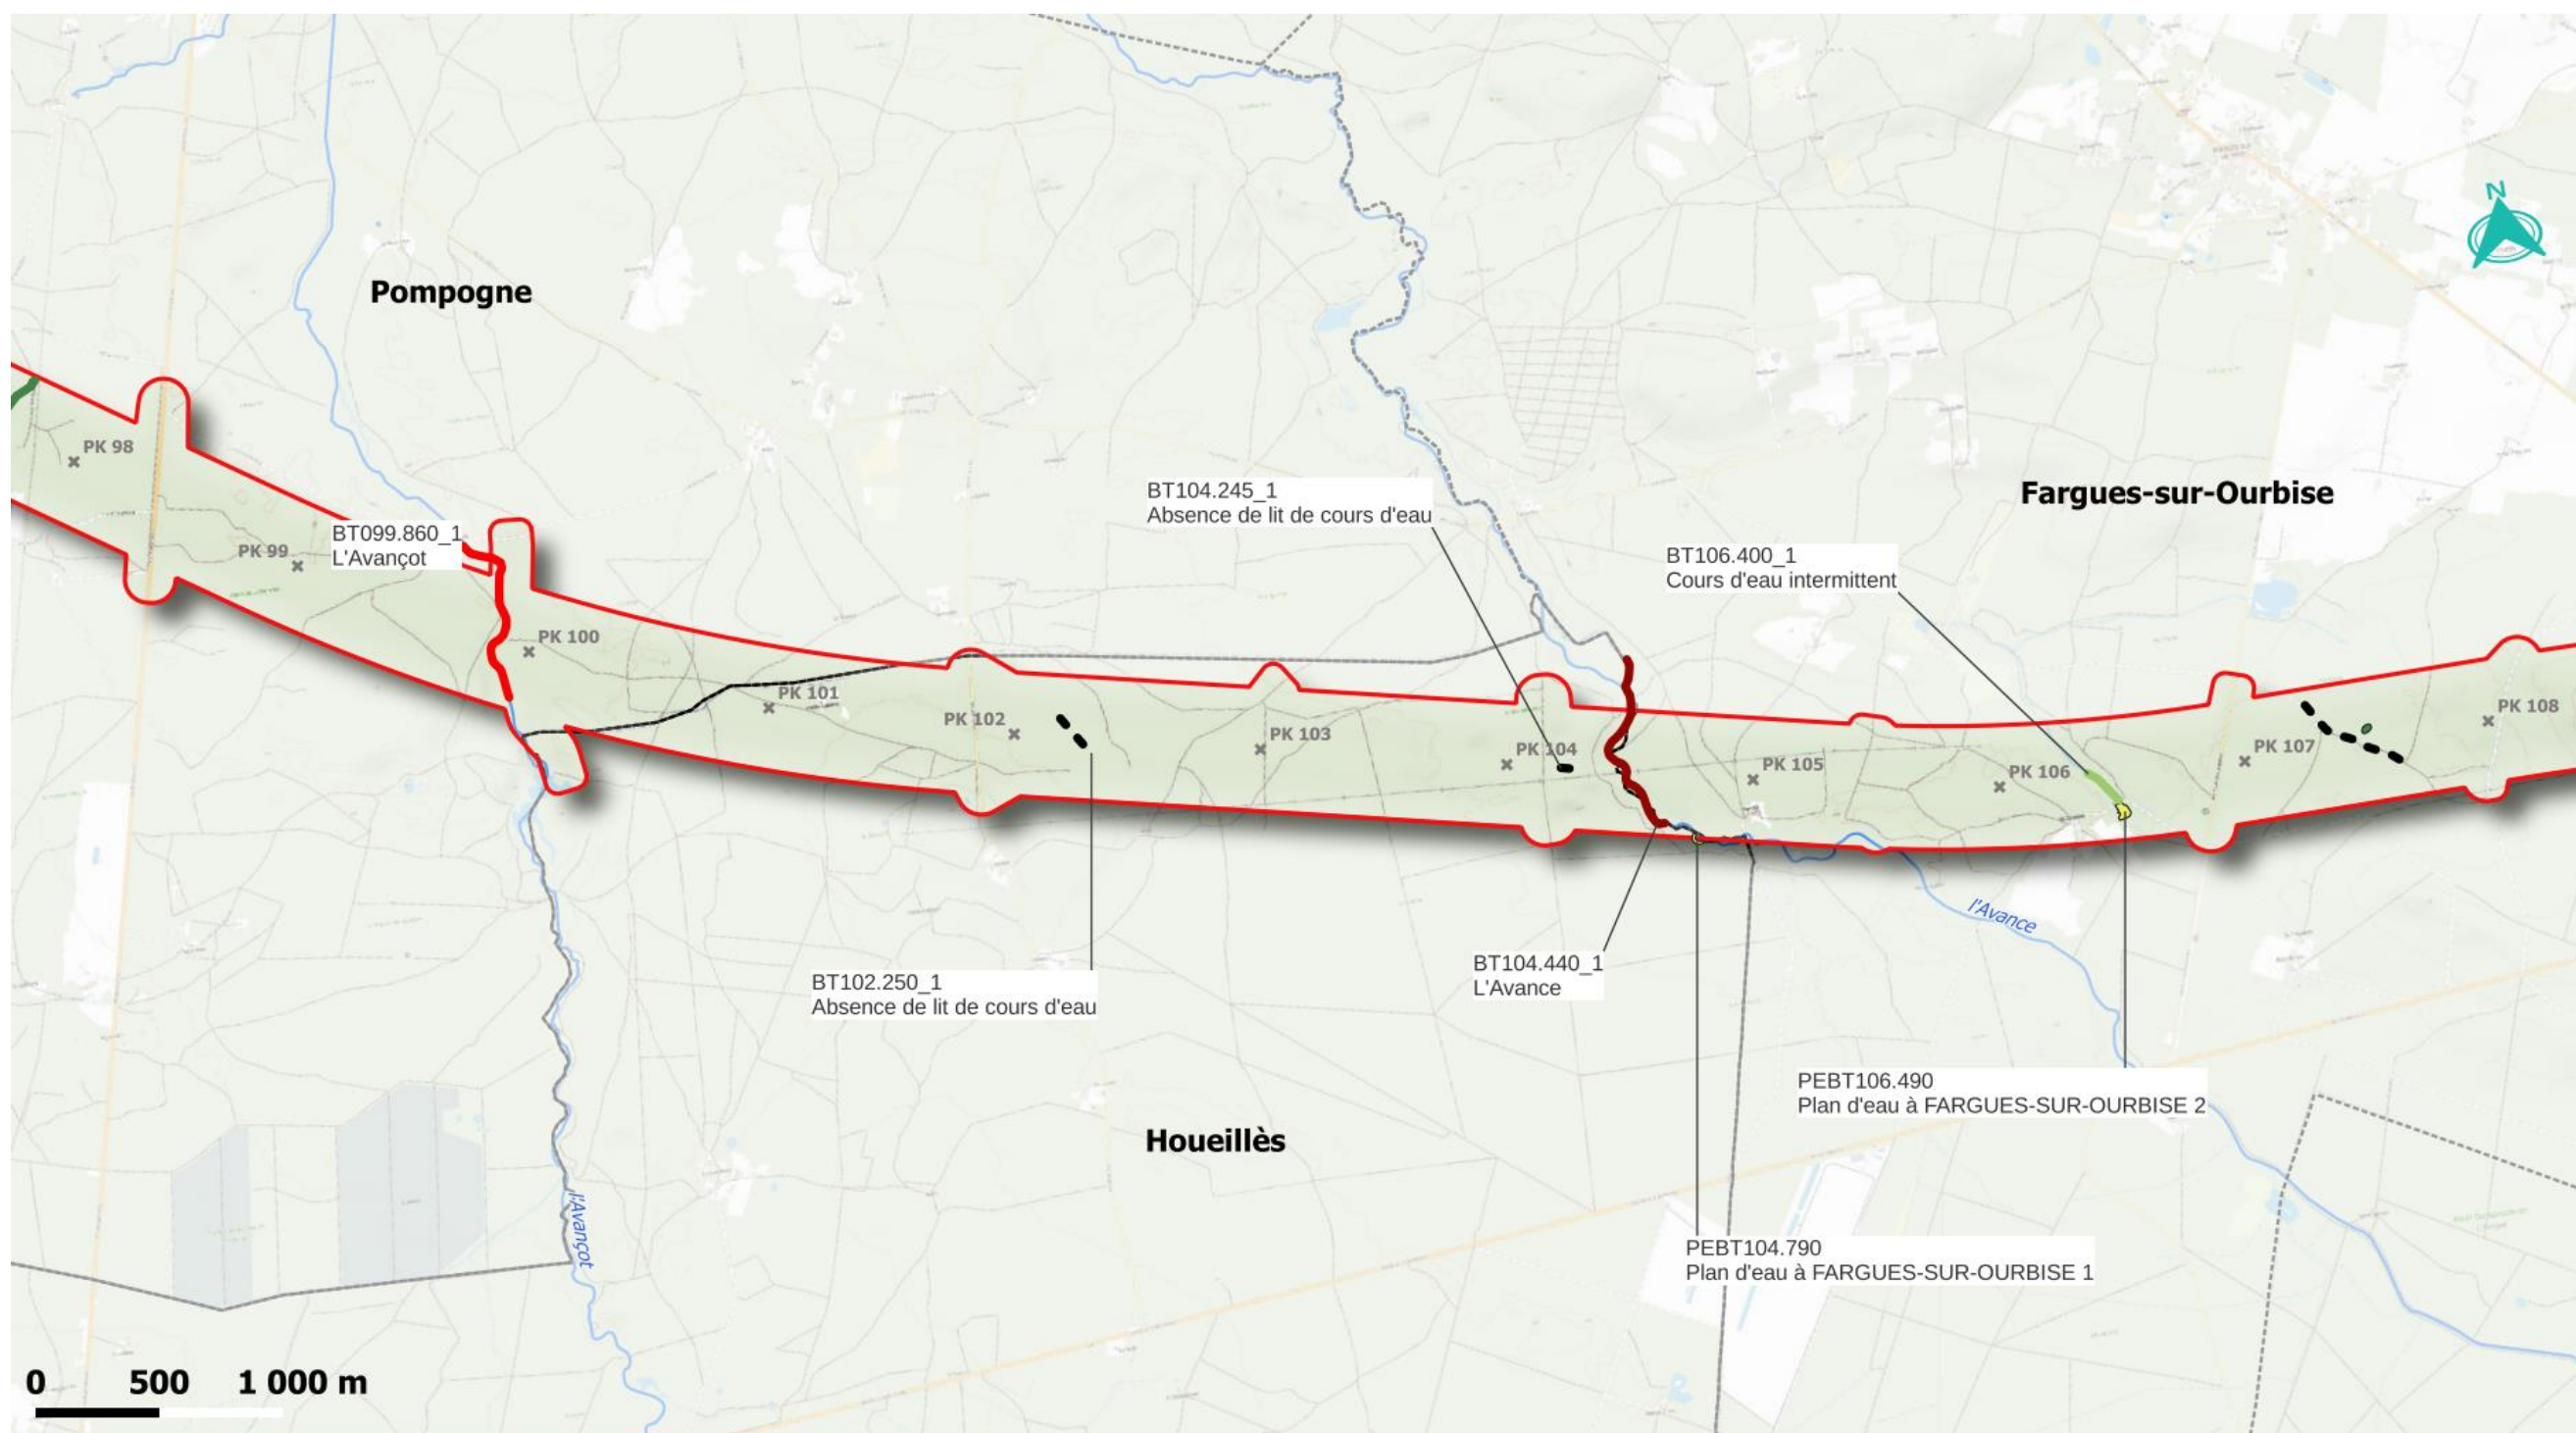 N
Pompogne
PK 98
BT104.245_1
Absence de lit de cours d'eau
Fargues-sur-Ourbise
BT099.860_1
L'Avançot
PK 99
BT106.400_1
Cours d'eau intermittent
PK 100
PK 101
PK 102
PK 103
PK 104
PK 105
PK 106
PK 107
PK 108
l'Avance
BT104.440_1
L'Avance
BT102.250_1
Absence de lit de cours d'eau
PEBT106.490
Plan d'eau à FARGUES-SUR-OURBISE 2
Houeillès
l'Avançot
PEBT104.790
Plan d'eau à FARGUES-SUR-OURBISE 1
0 500 1 000 m